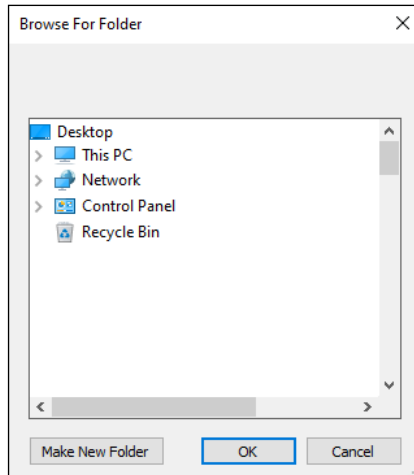 Browse For Folder
Desktop
This PC
Network
Control Panel
Recycle Bin
Make New Folder
OK
Cancel